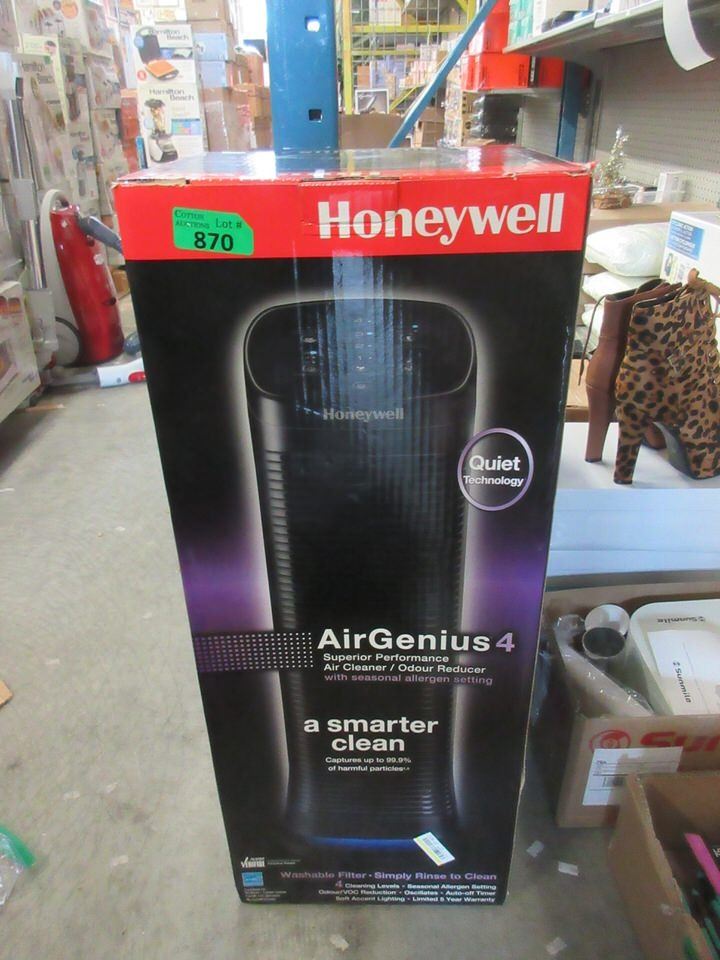 Hamilton
Beach
Hamilton
Beach
COTTON
AUCTIONS Lot #
870
Honeywell
Honeywell
Quiet
Technology
AirGenius 4
Superior Performance
Air Cleaner / Odour Reducer
with seasonal allergen setting
a smarter
clean
Captures up to 99.9%
of harmful particles
VERIFIED
Washable Filter • Simply Rinse to Clean
4 Cleaning Levels • Seasonal Allergen Setting
Odour/VOC Reduction • Oscillates • Auto-off Timer
Soft Accent Lighting • Limited 5 Year Warranty
Sunmile
Sunmile